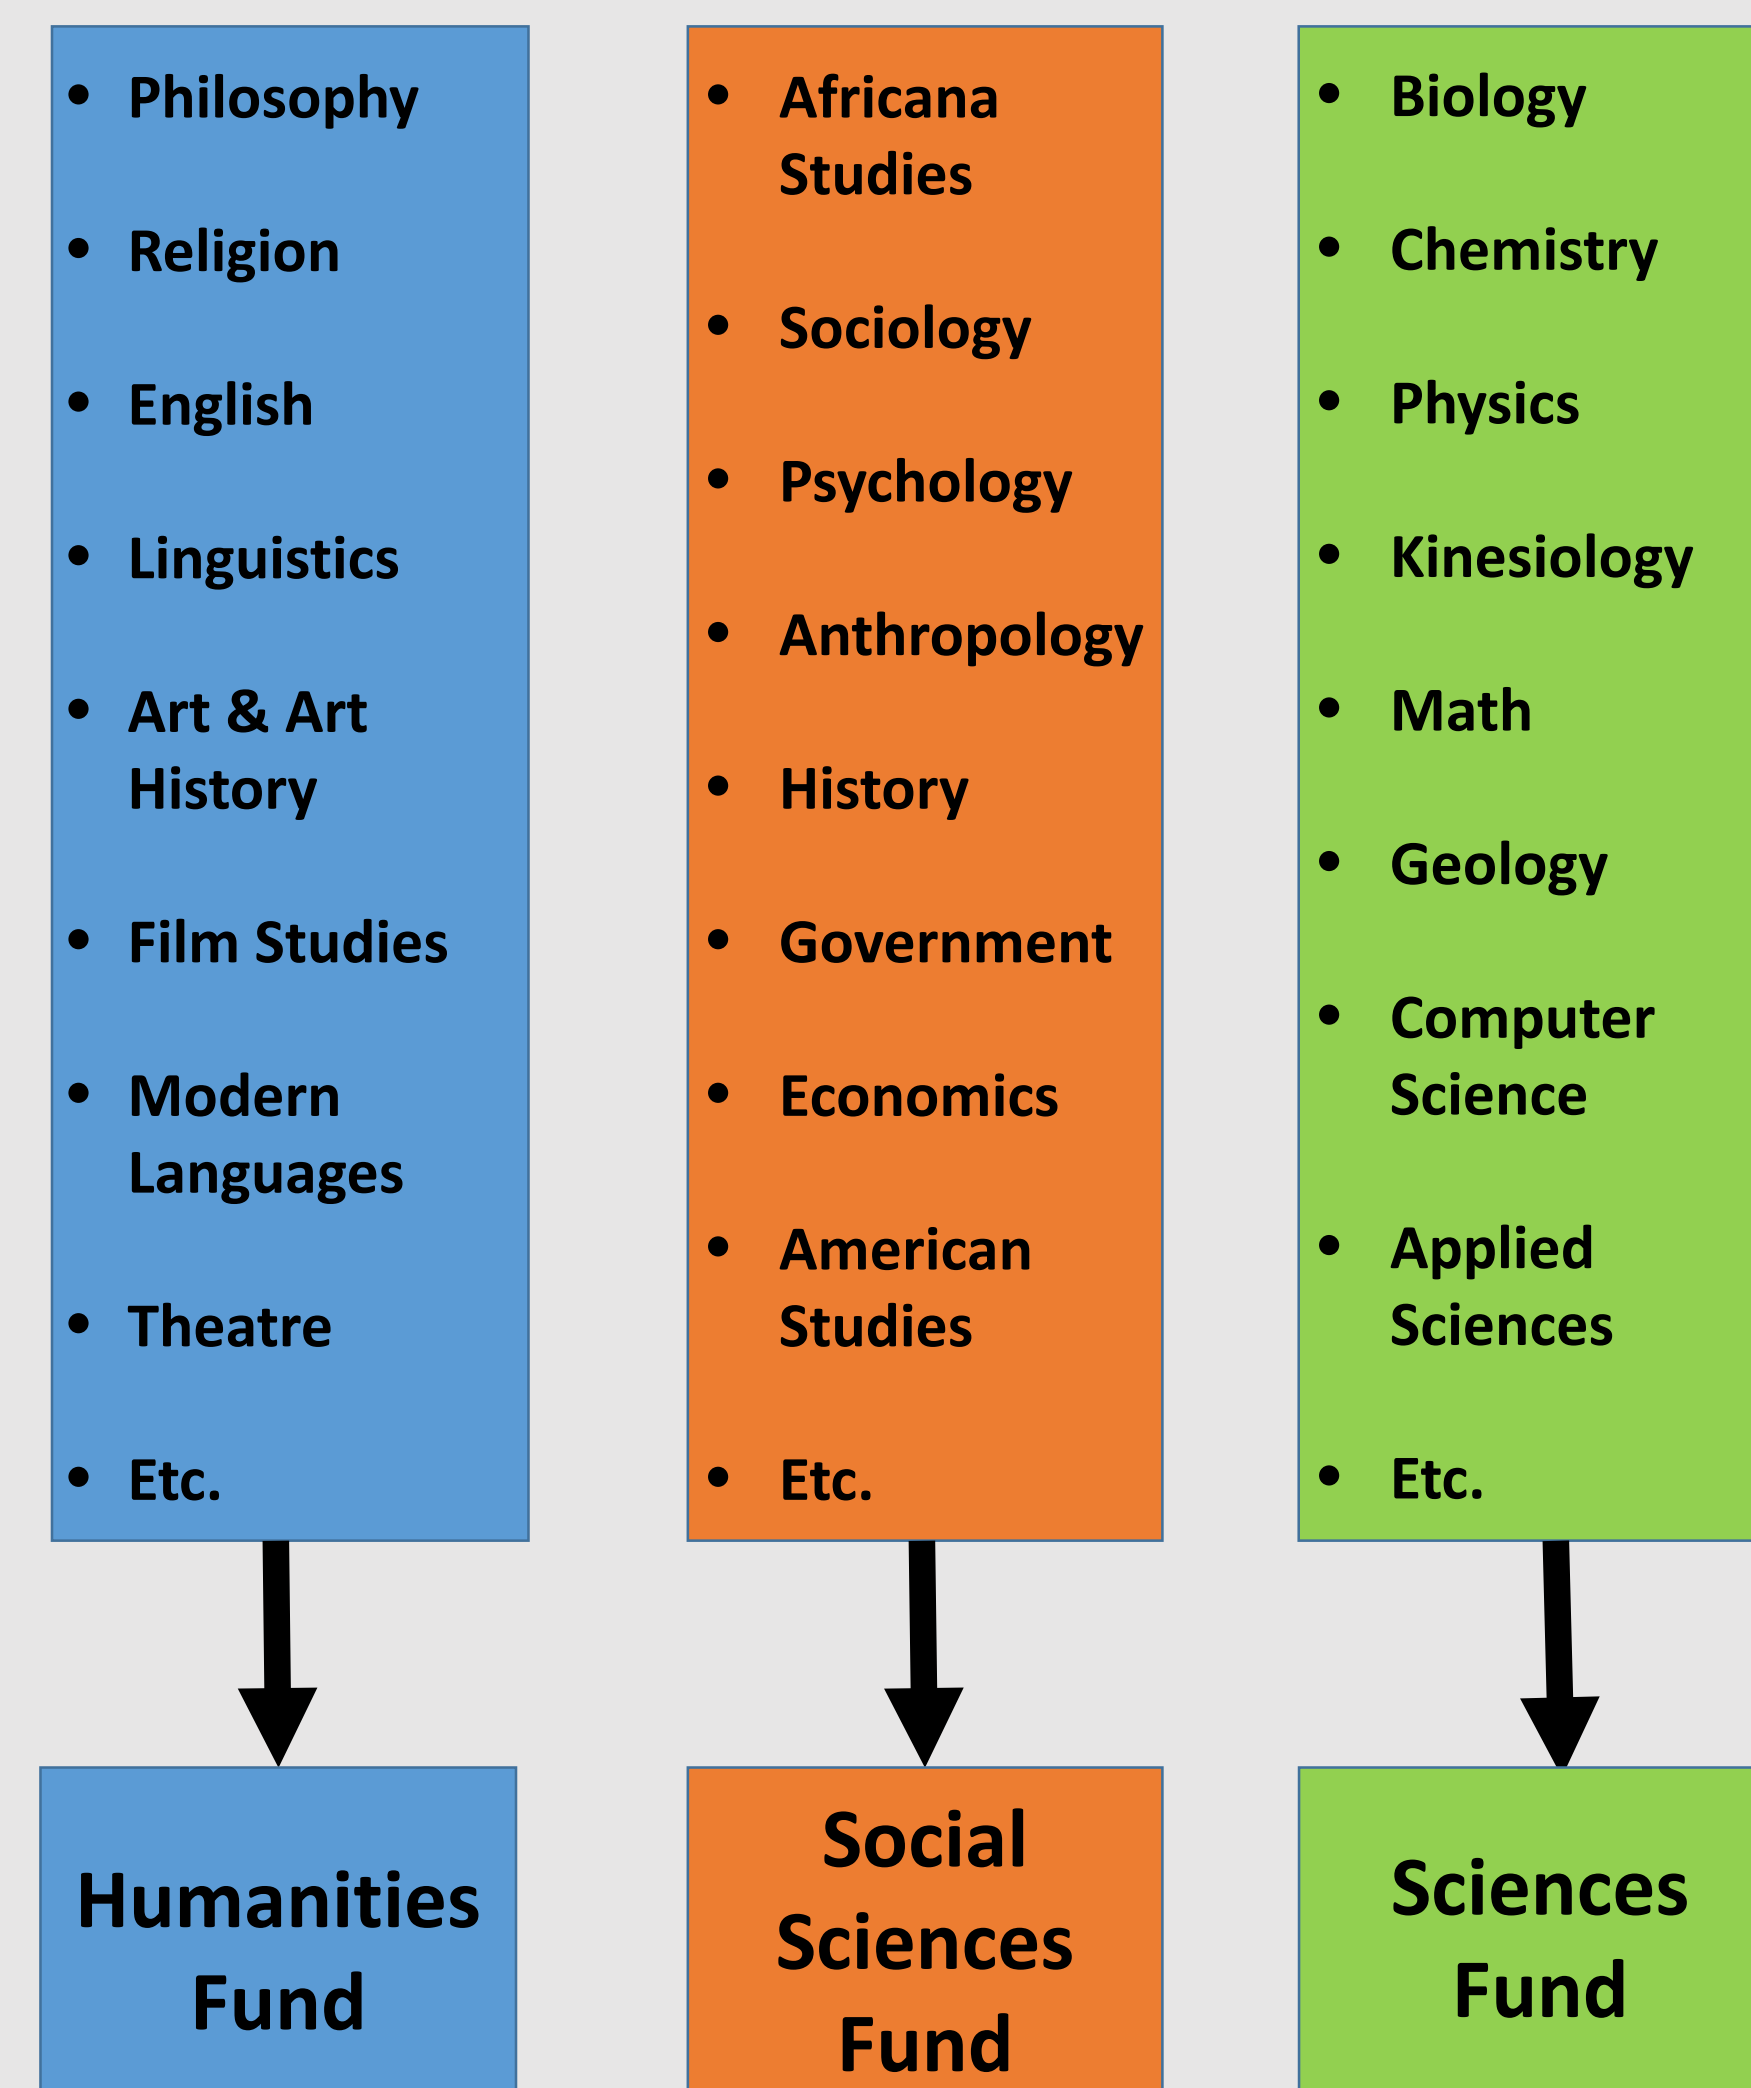 • Philosophy
• Religion
• English
• Linguistics
• Art & Art
History
• Film Studies
• Modern
Languages
• Theatre
• Etc.
• Africana
Studies
• Sociology
• Psychology
• Anthropology
• History
• Government
• Economics
• American
Studies
• Etc.
• Biology
• Chemistry
• Physics
• Kinesiology
• Math
• Geology
• Computer
Science
• Applied
Sciences
• Etc.
Humanities
Fund
Social
Sciences
Fund
Sciences
Fund